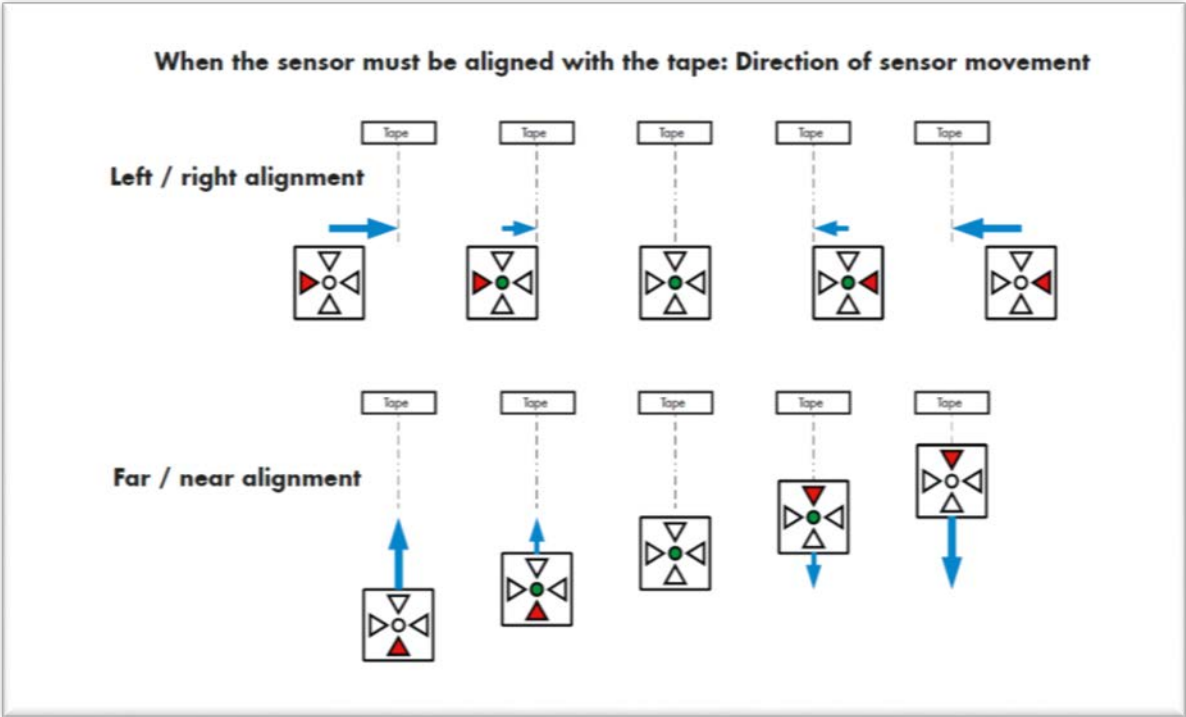 When the sensor must be aligned with the tape: Direction of sensor movement
Tape Tape Tape Tape Tape
Left / right alignment
Tape Tape Tape Tape Tape
Far / near alignment